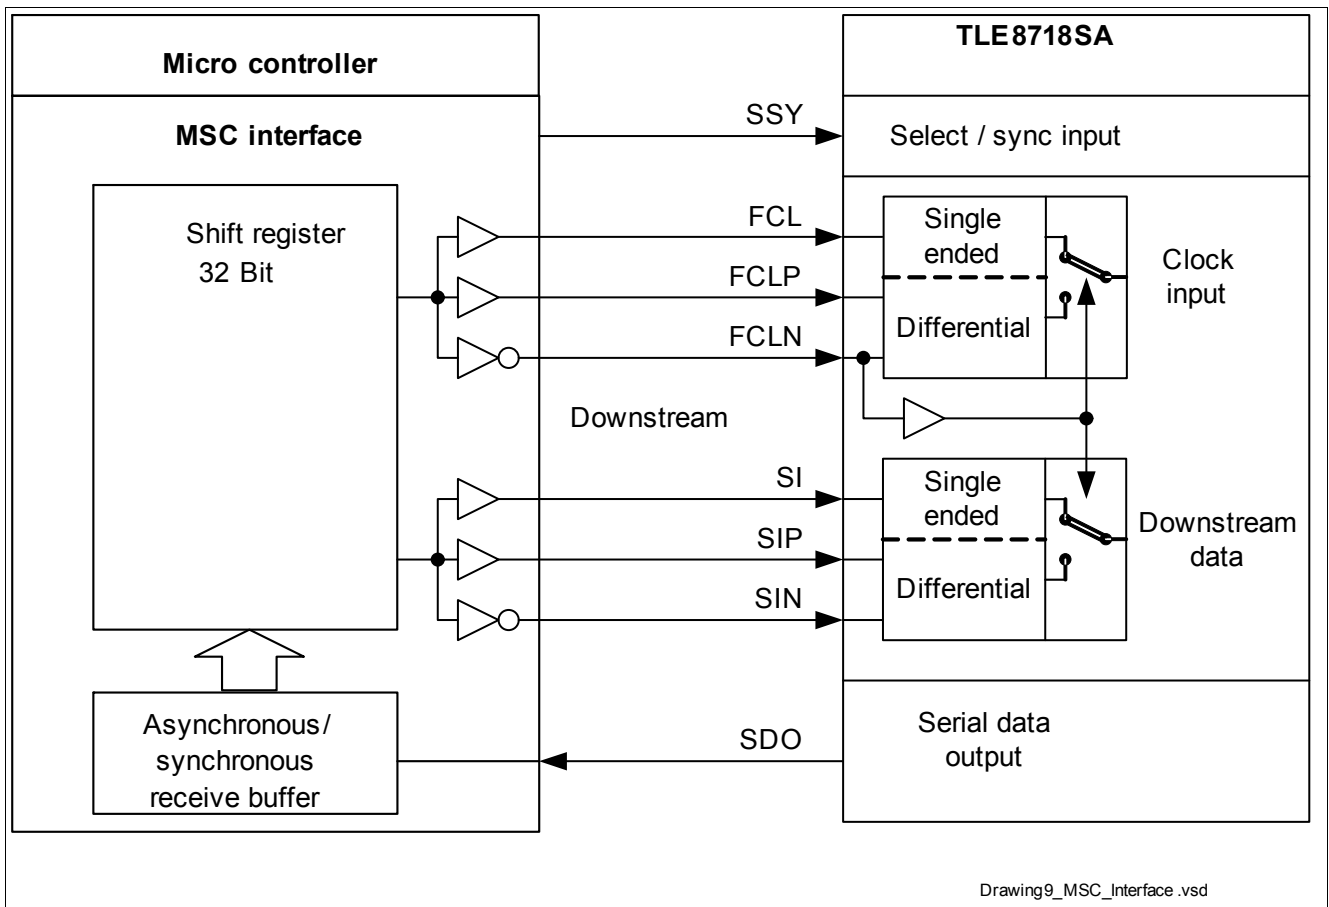 Micro controller
TLE8718SA
MSC interface
SSY
Select / sync input
Shift register
32 Bit
FCL
FCLP
FCLN
Single
ended
Differential
Clock
input
Downstream
SI
SIP
SIN
Single
ended
Differential
Downstream
data
Asynchronous/
synchronous
receive buffer
SDO
Serial data
output
Drawing9_MSC_Interface .vsd